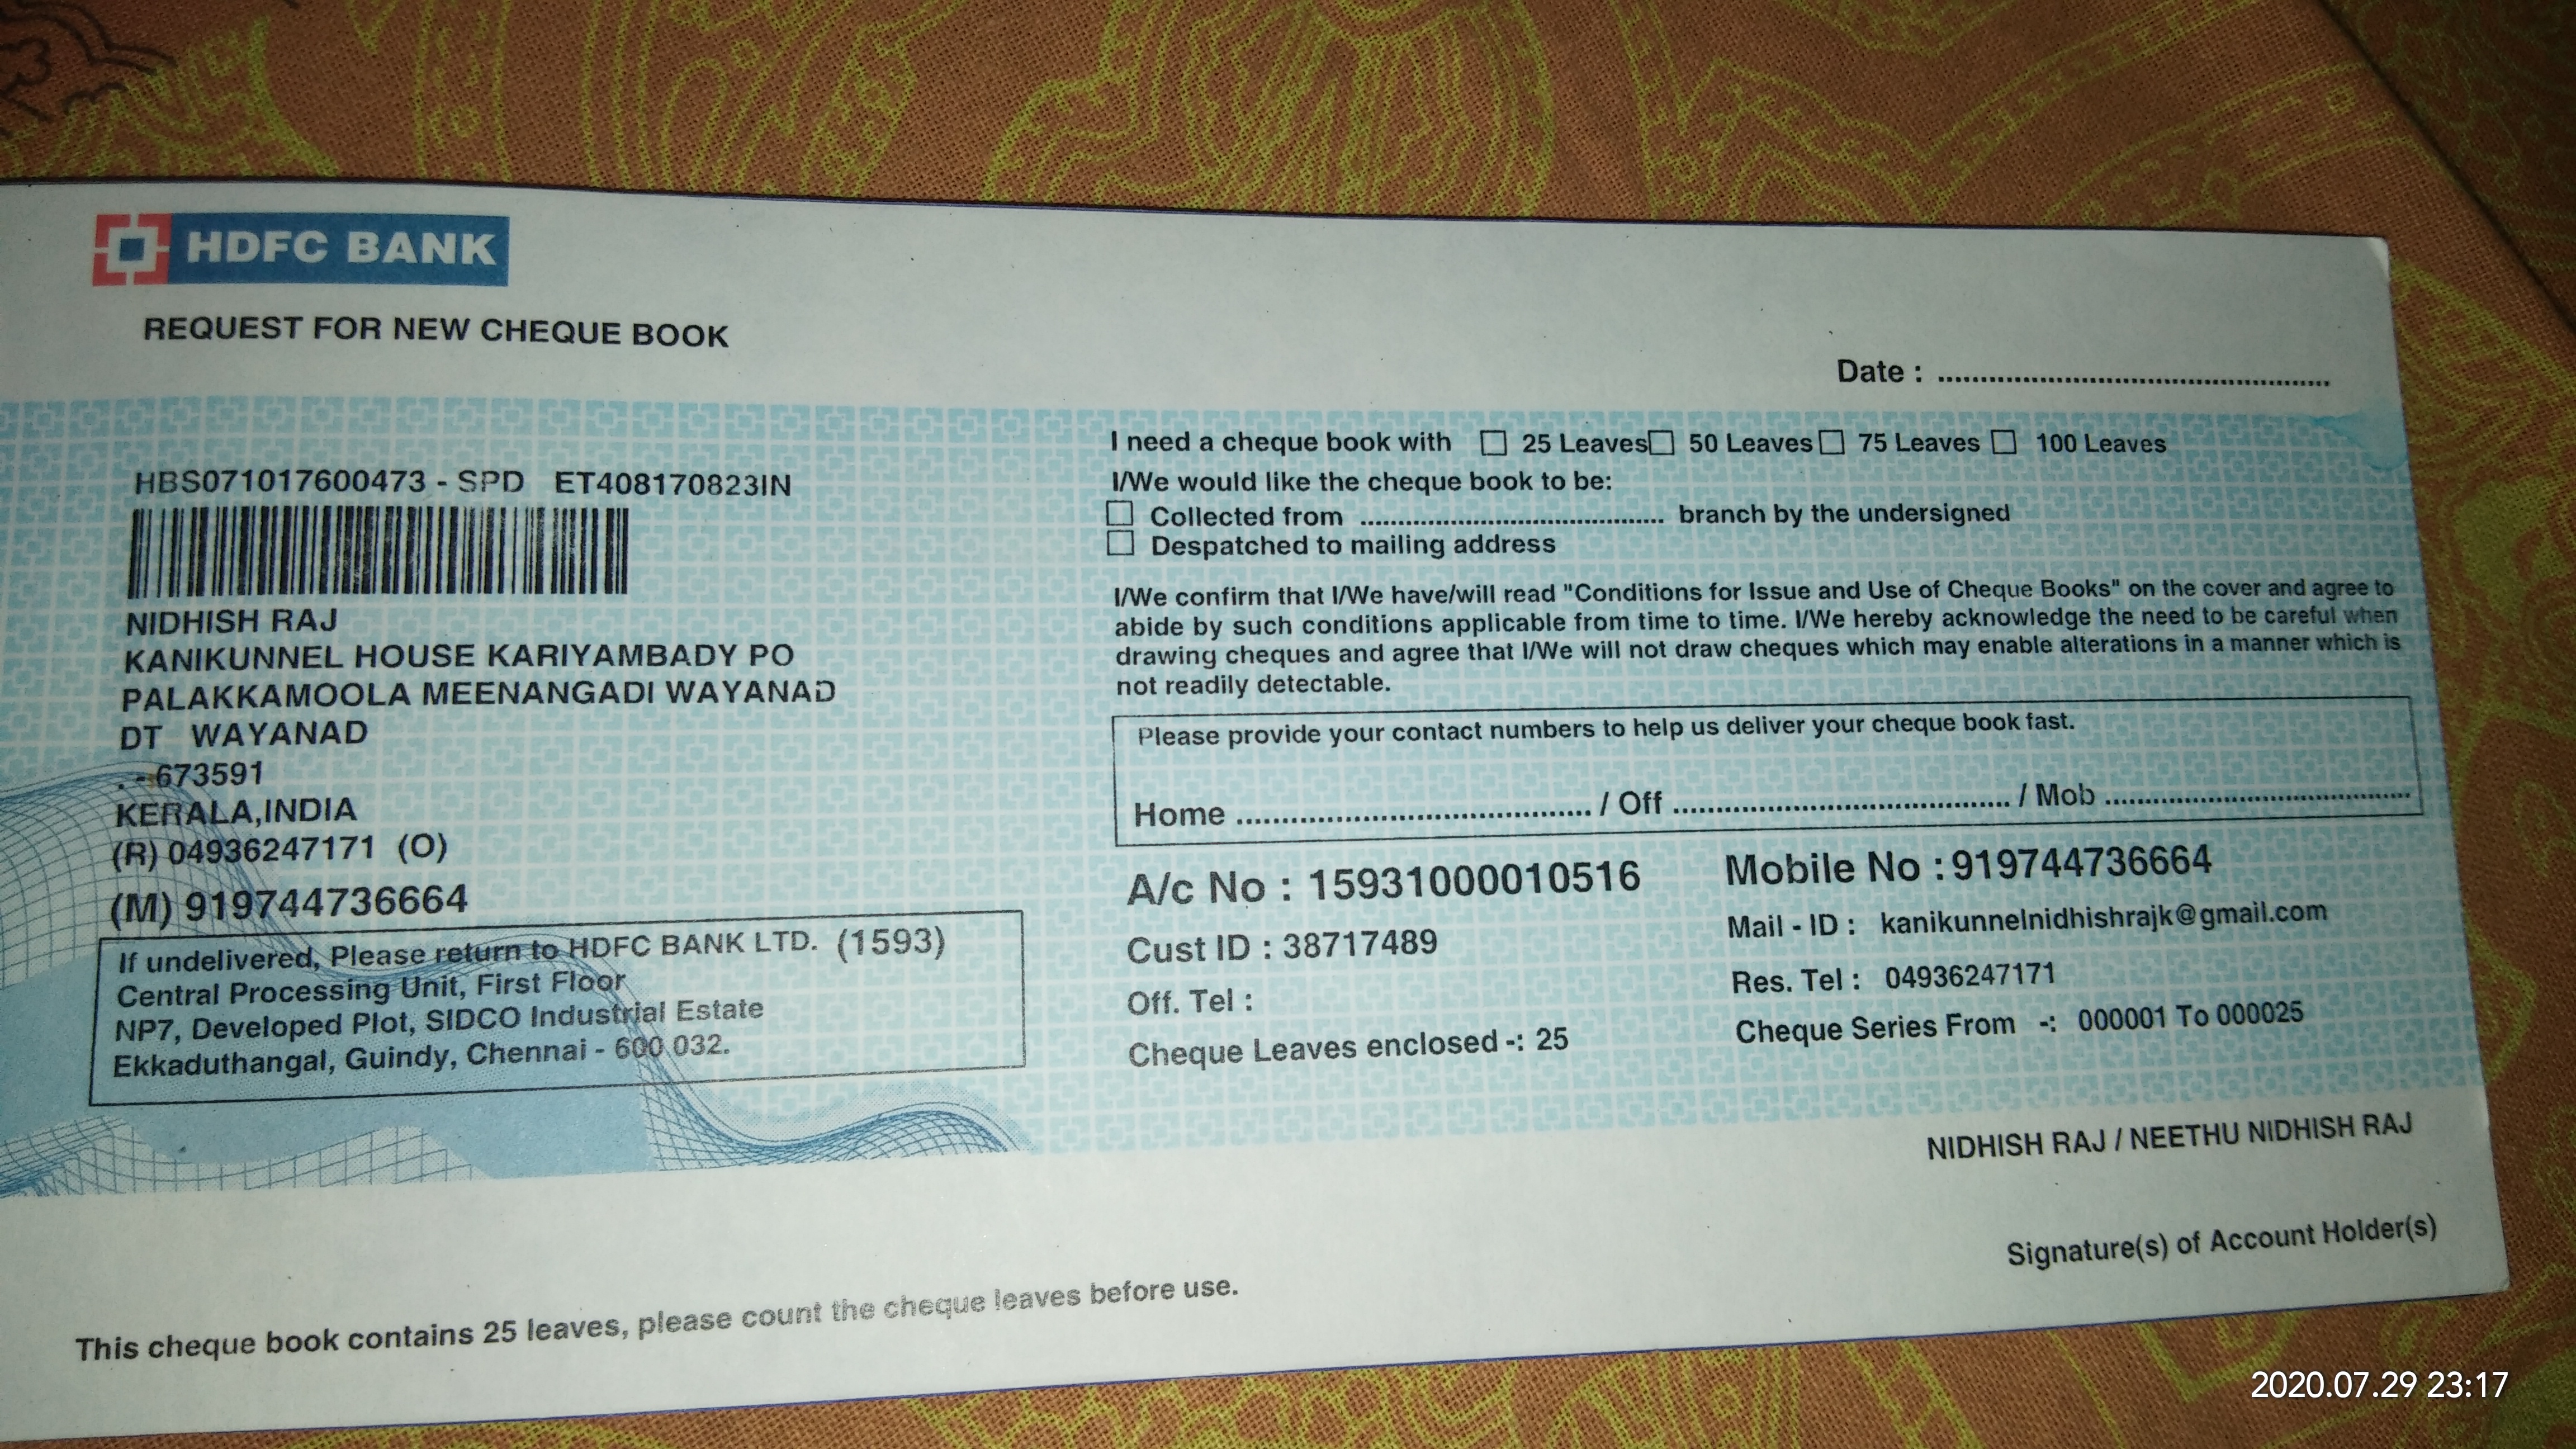 HDFC BANK
REQUEST FOR NEW CHEQUE BOOK
Date : ................................................
HBS071017600473 - SPD ET408170823IN
NIDHISH RAJ
KANIKUNNEL HOUSE KARIYAMBADY PO
PALAKKAMOOLA MEENANGADI WAYANAD
DT WAYANAD
. - 673591
KERALA,INDIA
(R) 04936247171 (O)
(M) 919744736664
If undelivered, Please return to HDFC BANK LTD. (1593)
Central Processing Unit, First Floor
NP7, Developed Plot, SIDCO Industrial Estate
Ekkaduthangal, Guindy, Chennai - 600 032.
I need a cheque book with 25 Leaves 50 Leaves 75 Leaves 100 Leaves
I/We would like the cheque book to be:
Collected from .......................................... branch by the undersigned
Despatched to mailing address
I/We confirm that I/We have/will read "Conditions for Issue and Use of Cheque Books" on the cover and agree to
abide by such conditions applicable from time to time. I/We hereby acknowledge the need to be careful when
drawing cheques and agree that I/We will not draw cheques which may enable alterations in a manner which is
not readily detectable.
Please provide your contact numbers to help us deliver your cheque book fast.
Home ........................................ / Off ...................................... / Mob ....................................
A/c No : 15931000010516 Mobile No : 919744736664
Cust ID : 38717489 Mail - ID : kanikunnelnidhishrajk@gmail.com
Off. Tel : Res. Tel : 04936247171
Cheque Leaves enclosed -: 25 Cheque Series From -: 000001 To 000025
NIDHISH RAJ / NEETHU NIDHISH RAJ
Signature(s) of Account Holder(s)
This cheque book contains 25 leaves, please count the cheque leaves before use.
2020.07.29 23:17